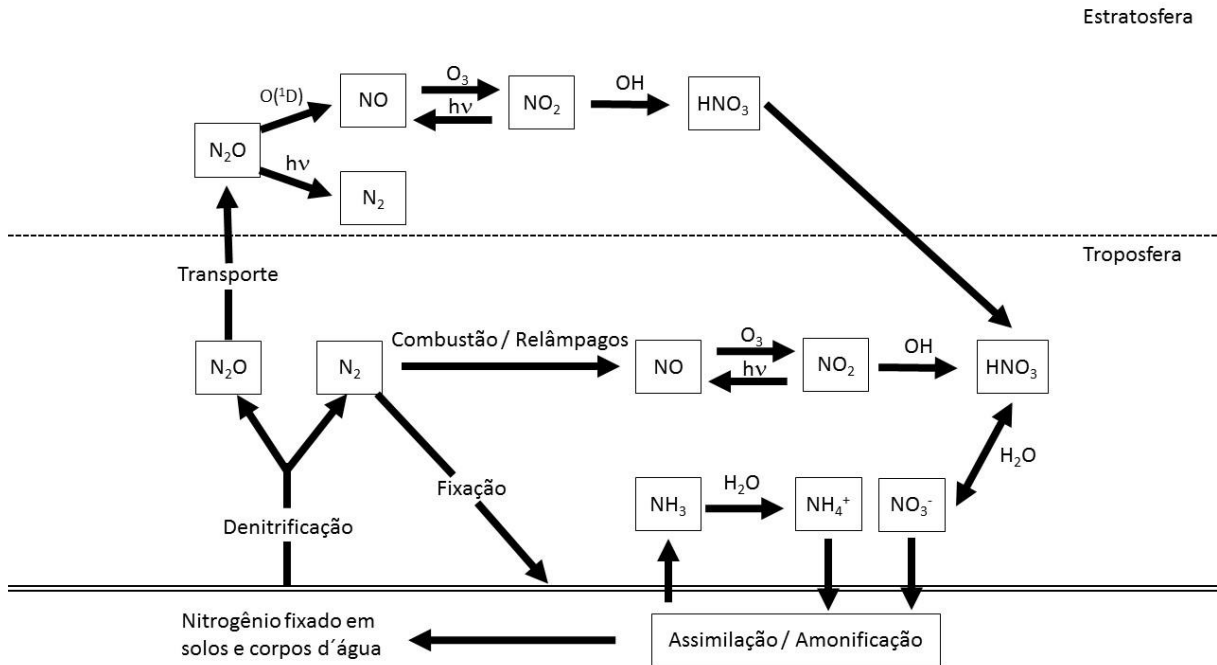 Estratosfera
O(¹D)
NO
O₃
hν
NO₂
OH
HNO₃
N₂O
hν
N₂
Troposfera
Transporte
N₂O
N₂
Combustão / Relâmpagos
NO
O₃
hν
NO₂
OH
HNO₃
H₂O
Fixação
NH₃
H₂O
NH₄⁺
NO₃⁻
Denitrificação
Nitrogênio fixado em
solos e corpos d´água
Assimilação / Amonificação